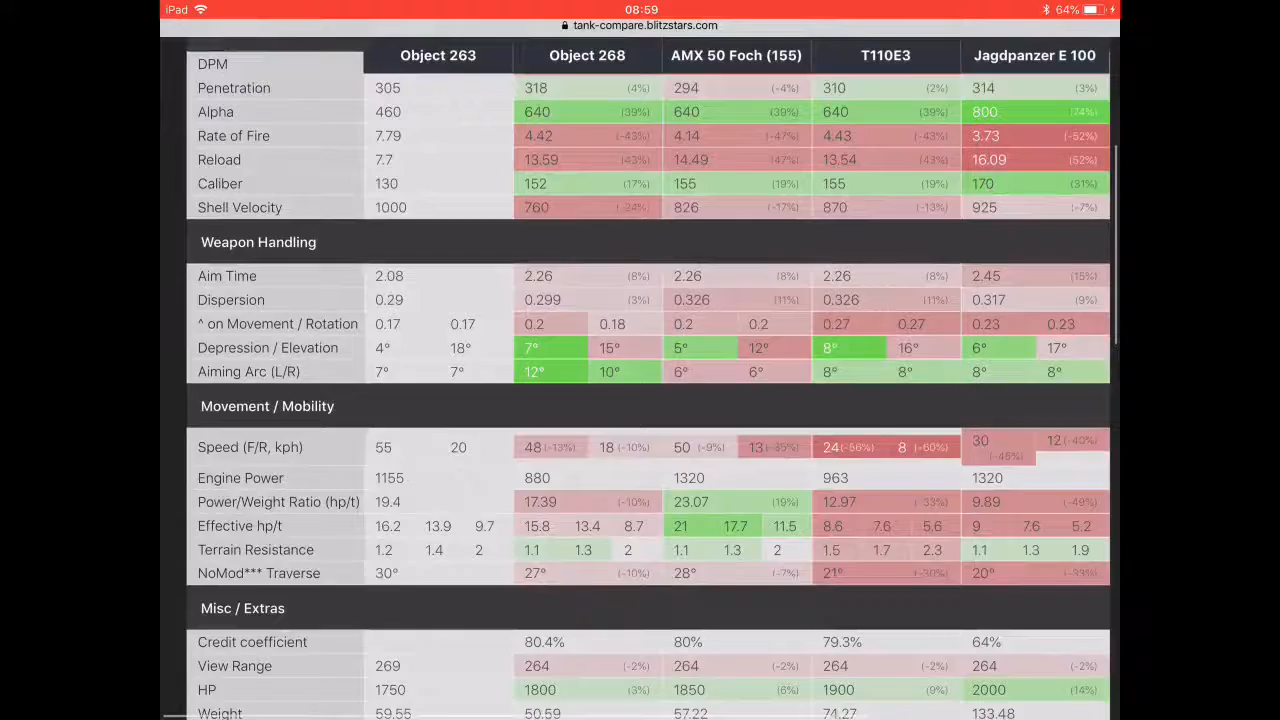 iPad 08:59 64%
tank-compare.blitzstars.com
Object 263 Object 268 AMX 50 Foch (155) T110E3 Jagdpanzer E 100
DPM
Penetration 305 318 (4%) 294 (-4%) 310 (2%) 314 (3%)
Alpha 460 640 (39%) 640 (39%) 640 (39%) 800 (74%)
Rate of Fire 7.79 4.42 (-43%) 4.14 (-47%) 4.43 (-43%) 3.73 (-52%)
Reload 7.7 13.59 (43%) 14.49 (47%) 13.54 (43%) 16.09 (52%)
Caliber 130 152 (17%) 155 (19%) 155 (19%) 170 (31%)
Shell Velocity 1000 760 (-24%) 826 (-17%) 870 (-13%) 925 (-7%)
Weapon Handling
Aim Time 2.08 2.26 (8%) 2.26 (8%) 2.26 (8%) 2.45 (15%)
Dispersion 0.29 0.299 (3%) 0.326 (11%) 0.326 (11%) 0.317 (9%)
^ on Movement / Rotation 0.17 0.17 0.2 0.18 0.2 0.2 0.27 0.27 0.23 0.23
Depression / Elevation 4° 18° 7° 15° 5° 12° 8° 16° 6° 17°
Aiming Arc (L/R) 7° 7° 12° 10° 6° 6° 8° 8° 8° 8°
Movement / Mobility
Speed (F/R, kph) 55 20 48 (-13%) 18 (-10%) 50 (-9%) 13 (-35%) 24 (-56%) 8 (-60%) 30 (-45%) 12 (-40%)
Engine Power 1155 880 1320 963 1320
Power/Weight Ratio (hp/t) 19.4 17.39 (-10%) 23.07 (19%) 12.97 (-33%) 9.89 (-49%)
Effective hp/t 16.2 13.9 9.7 15.8 13.4 8.7 21 17.7 11.5 8.6 7.6 5.6 9 7.6 5.2
Terrain Resistance 1.2 1.4 2 1.1 1.3 2 1.1 1.3 2 1.5 1.7 2.3 1.1 1.3 1.9
NoMod*** Traverse 30° 27° (-10%) 28° (-7%) 21° (-30%) 20° (-33%)
Misc / Extras
Credit coefficient 80.4% 80% 79.3% 64%
View Range 269 264 (-2%) 264 (-2%) 264 (-2%) 264 (-2%)
HP 1750 1800 (3%) 1850 (6%) 1900 (9%) 2000 (14%)
Weight 59.55 50.59 57.22 74.27 133.48